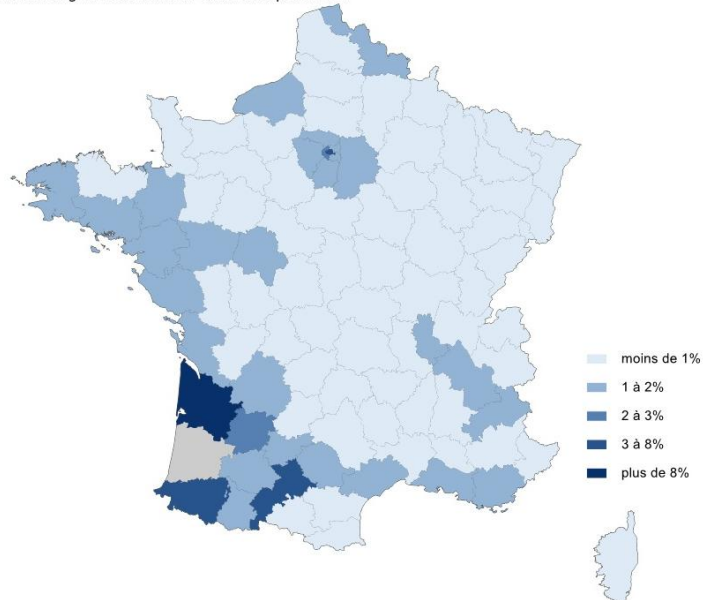 moins de 1%
1 à 2%
2 à 3%
3 à 8%
plus de 8%